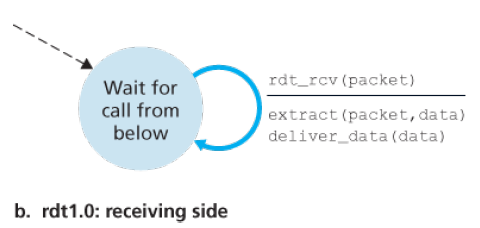 Wait for
call from
below
rdt_rcv(packet)
extract(packet,data)
deliver_data(data)
b. rdt1.0: receiving side